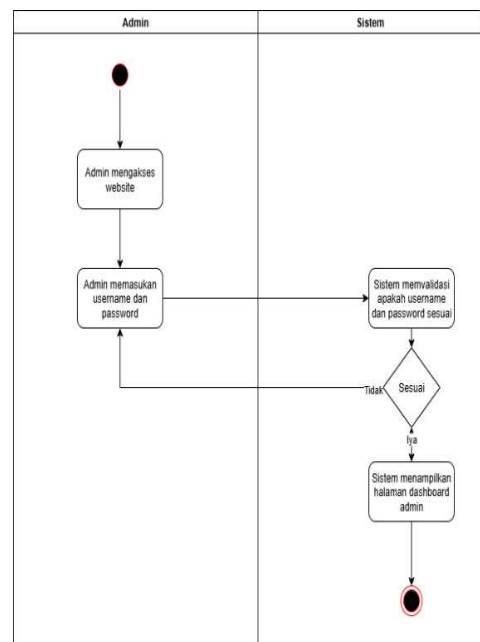 Admin
Sistem
Admin mengakses
website
Admin memasukan
username dan
password
Sistem memvalidasi
apakah username
dan password sesuai
Sesuai
Tidak
Iya
Sistem menampilkan
halaman dashboard
admin